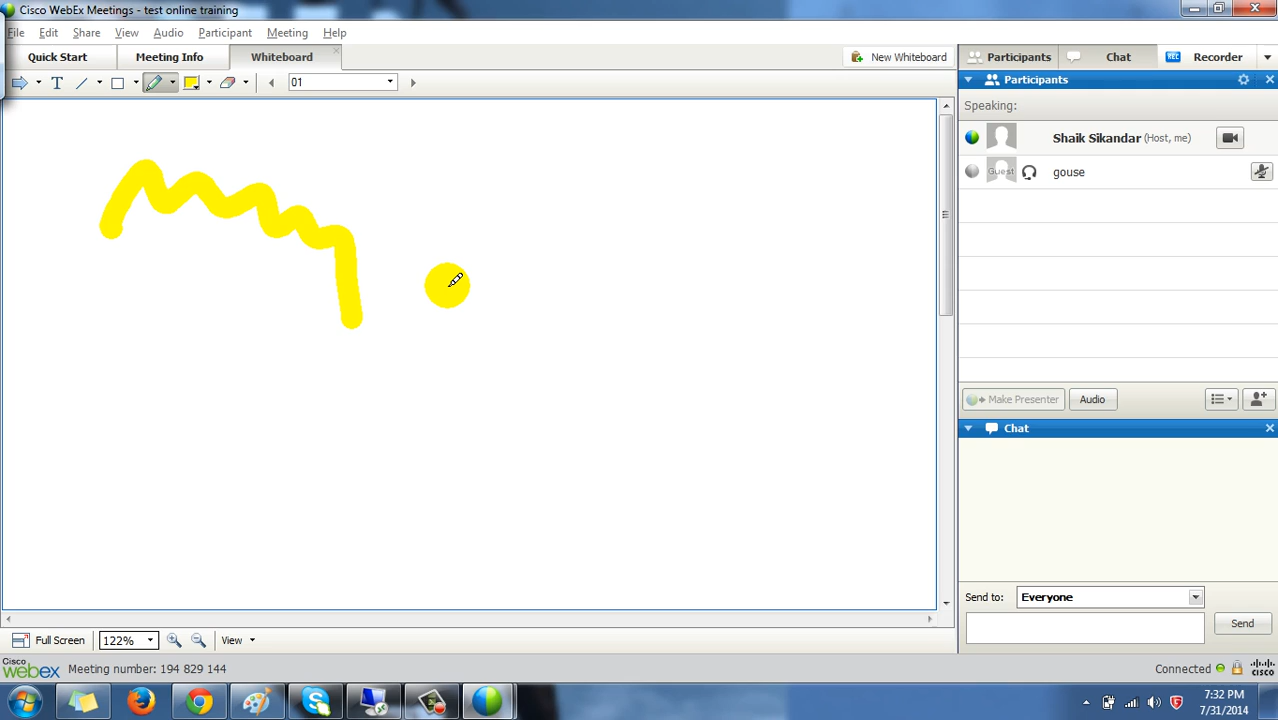 Cisco WebEx Meetings - test online training
File Edit View Share Audio Participant Meeting Help
Quick Start Meeting Info Whiteboard New Whiteboard Participants Chat REC Recorder
T 01
Participants
Speaking:
Shaik Sikandar (Host, me)
Guest gouse
Make Presenter Audio
Chat
Send to: Everyone
Send
Full Screen 122% View
Cisco webex Meeting number: 194 829 144 Connected cisco
7:32 PM
7/31/2014